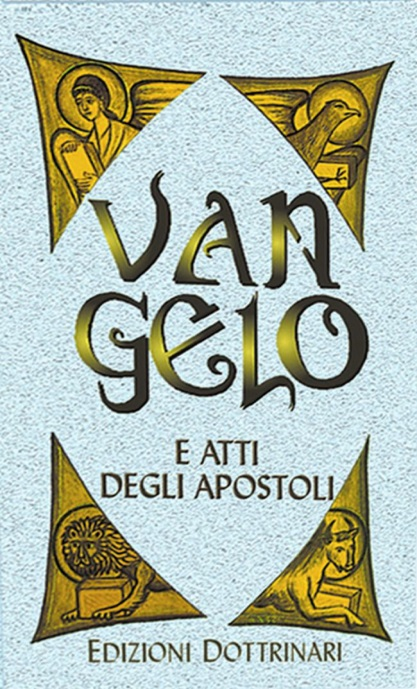 VAN
GELO
E ATTI
DEGLI APOSTOLI
EDIZIONI DOTTRINARI